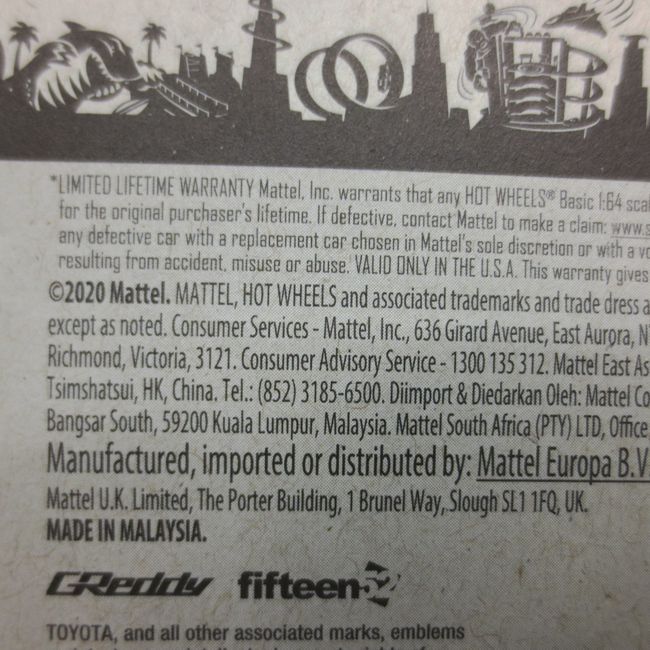 *LIMITED LIFETIME WARRANTY Mattel, Inc. warrants that any HOT WHEELS® Basic 1:64 scal
for the original purchaser's lifetime. If defective, contact Mattel to make a claim: www.s
any defective car with a replacement car chosen in Mattel's sole discretion or with a vo
resulting from accident, misuse or abuse. VALID ONLY IN THE U.S.A. This warranty gives
©2020 Mattel. MATTEL, HOT WHEELS and associated trademarks and trade dress a
except as noted. Consumer Services - Mattel, Inc., 636 Girard Avenue, East Aurora, N
Richmond, Victoria, 3121. Consumer Advisory Service - 1300 135 312. Mattel East As
Tsimshatsui, HK, China. Tel.: (852) 3185-6500. Diimport & Diedarkan Oleh: Mattel Co
Bangsar South, 59200 Kuala Lumpur, Malaysia. Mattel South Africa (PTY) LTD, Office
Manufactured, imported or distributed by: Mattel Europa B.V
Mattel U.K. Limited, The Porter Building, 1 Brunel Way, Slough SL1 1FQ, UK.
MADE IN MALAYSIA.
GReddy fifteen52
TOYOTA, and all other associated marks, emblems